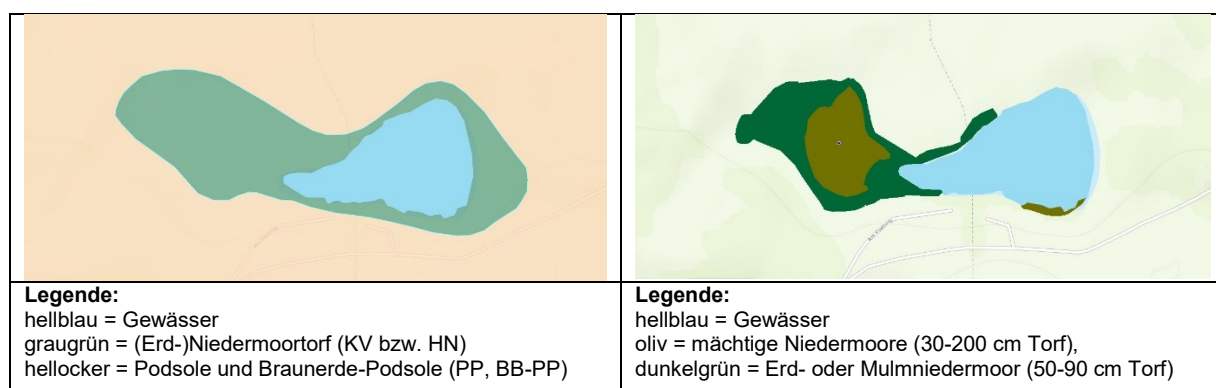 Legende:
hellblau = Gewässer
graugrün = (Erd-)Niedermoortorf (KV bzw. HN)
hellocker = Podsole und Braunerde-Podsole (PP, BB-PP)
Legende:
hellblau = Gewässer
oliv = mächtige Niedermoore (30-200 cm Torf),
dunkelgrün = Erd- oder Mulmniedermoor (50-90 cm Torf)